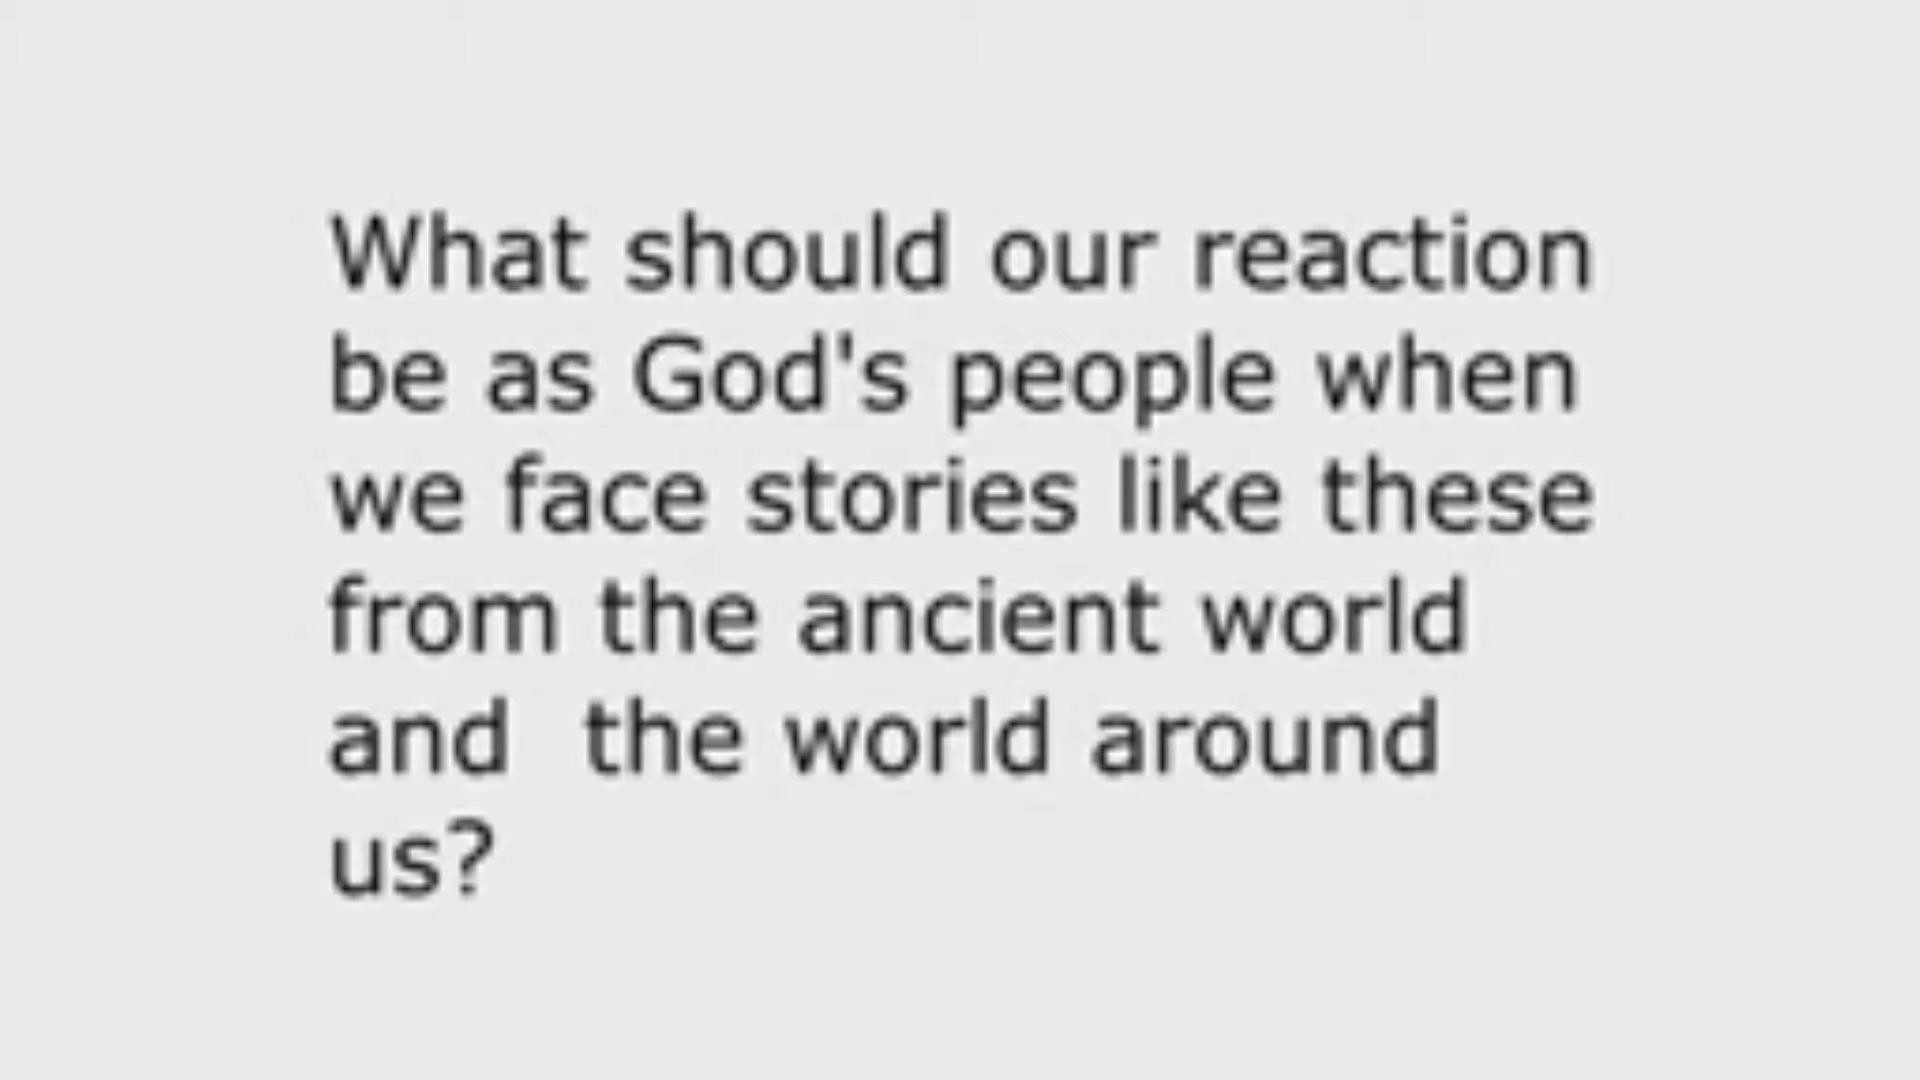 What should our reaction
be as God's people when
we face stories like these
from the ancient world
and  the world around
us?